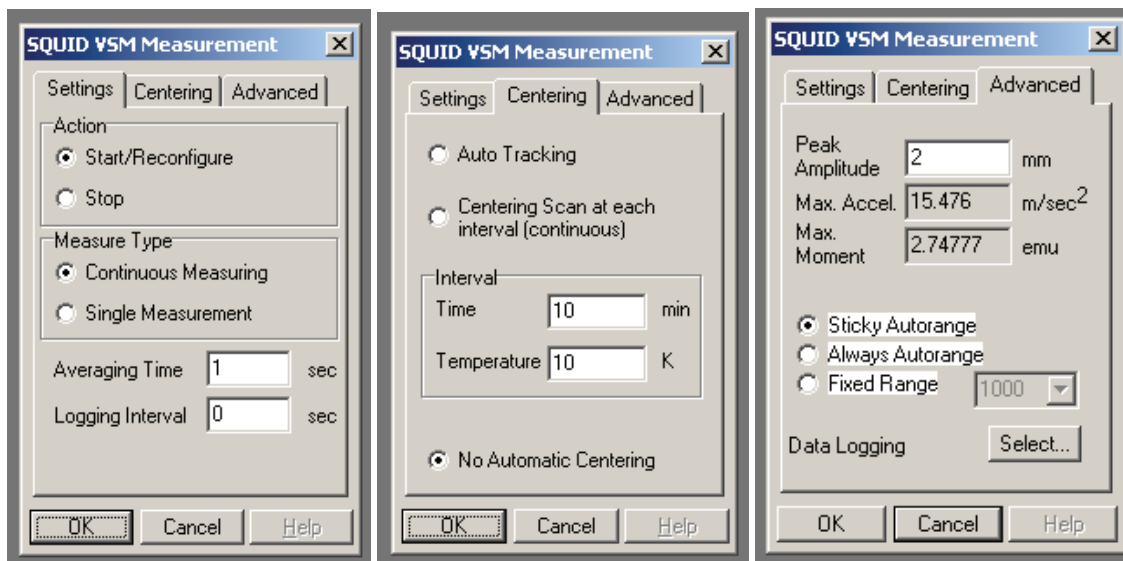 SQUID VSM Measurement
Settings Centering Advanced
Action
Start/Reconfigure
Stop
Measure Type
Continuous Measuring
Single Measurement
Averaging Time 1 sec
Logging Interval 0 sec
OK Cancel Help
SQUID VSM Measurement
Settings Centering Advanced
Auto Tracking
Centering Scan at each
interval (continuous)
Interval
Time 10 min
Temperature 10 K
No Automatic Centering
OK Cancel Help
SQUID VSM Measurement
Settings Centering Advanced
Peak
Amplitude 2 mm
Max. Accel. 15.476 m/sec2
Max.
Moment 2.74777 emu
Sticky Autorange
Always Autorange
Fixed Range 1000
Data Logging Select...
OK Cancel Help